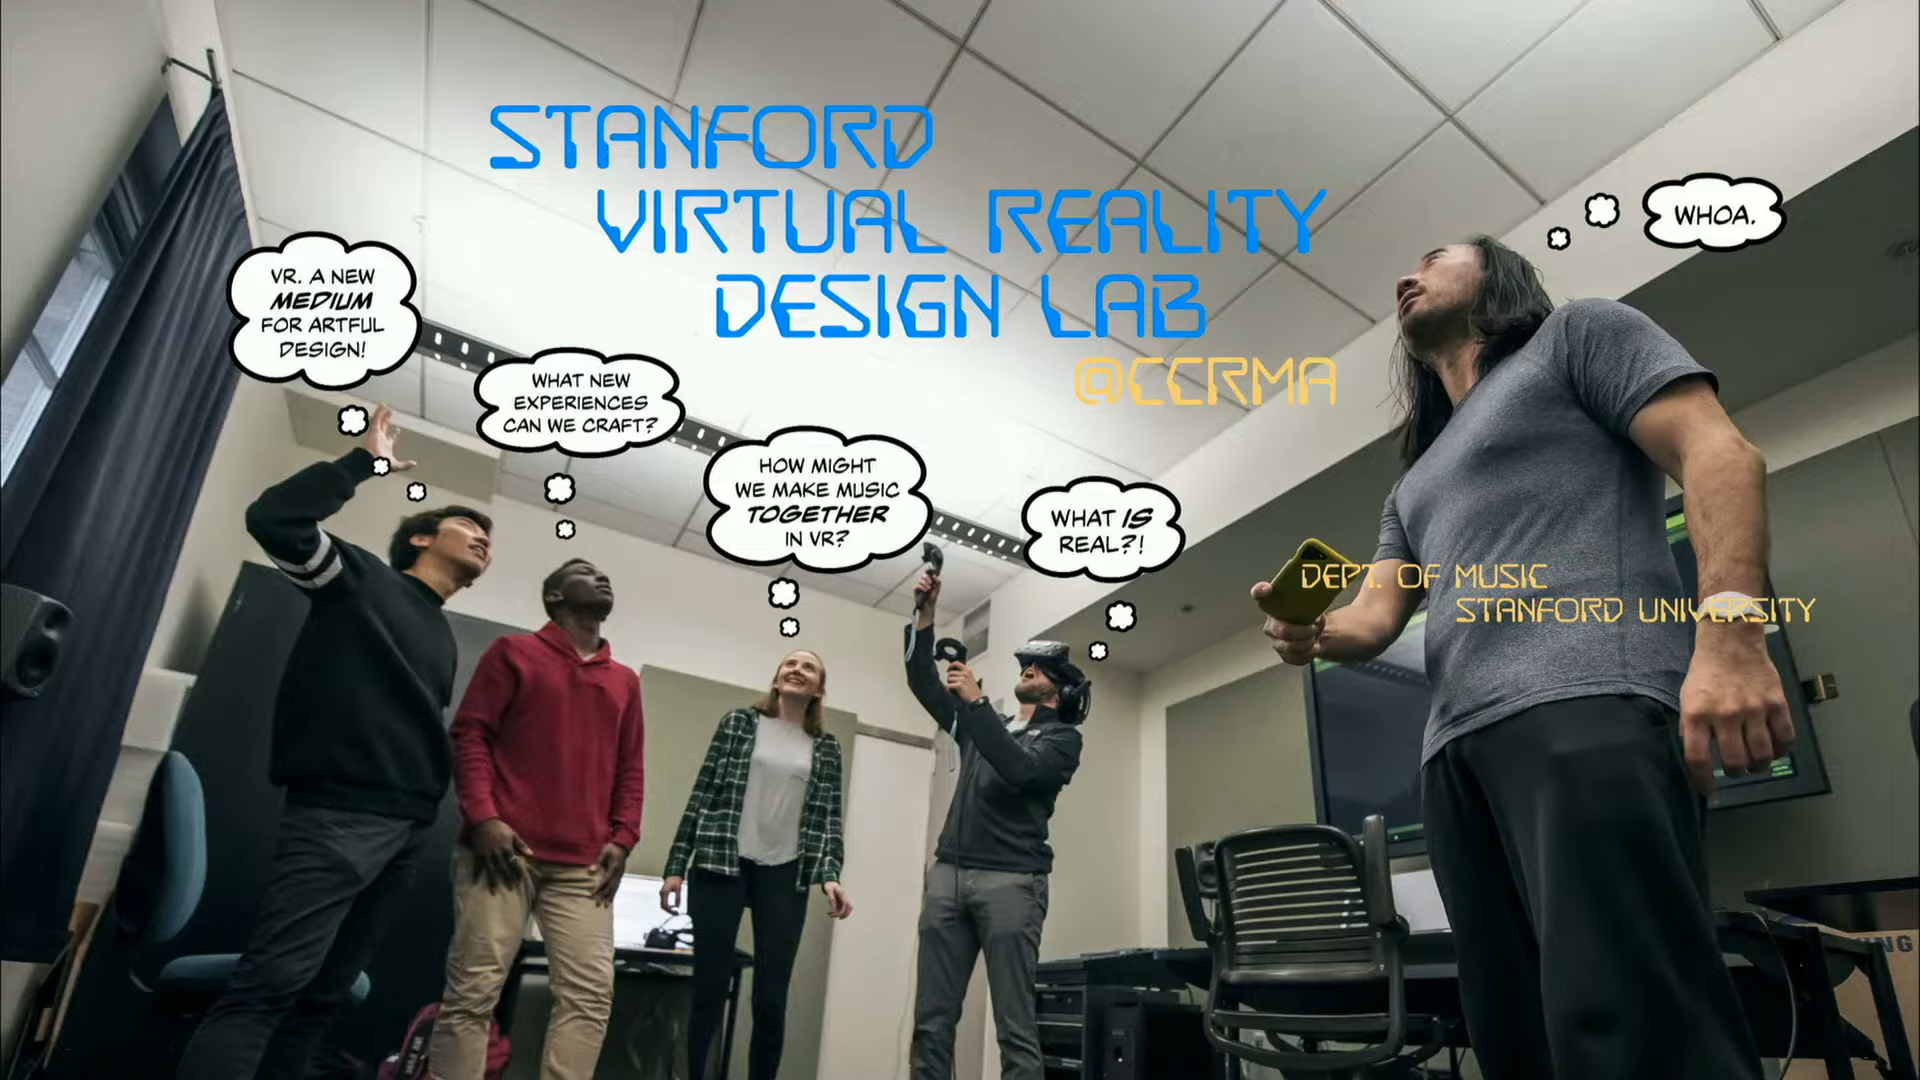 STANFORD
VIRTUAL REALITY
DESIGN LAB
@CCRMA
WHOA.
VR. A NEW
MEDIUM
FOR ARTFUL
DESIGN!
WHAT NEW
EXPERIENCES
CAN WE CRAFT?
HOW MIGHT
WE MAKE MUSIC
TOGETHER
IN VR?
WHAT IS
REAL?!
DEPT. OF MUSIC
STANFORD UNIVERSITY